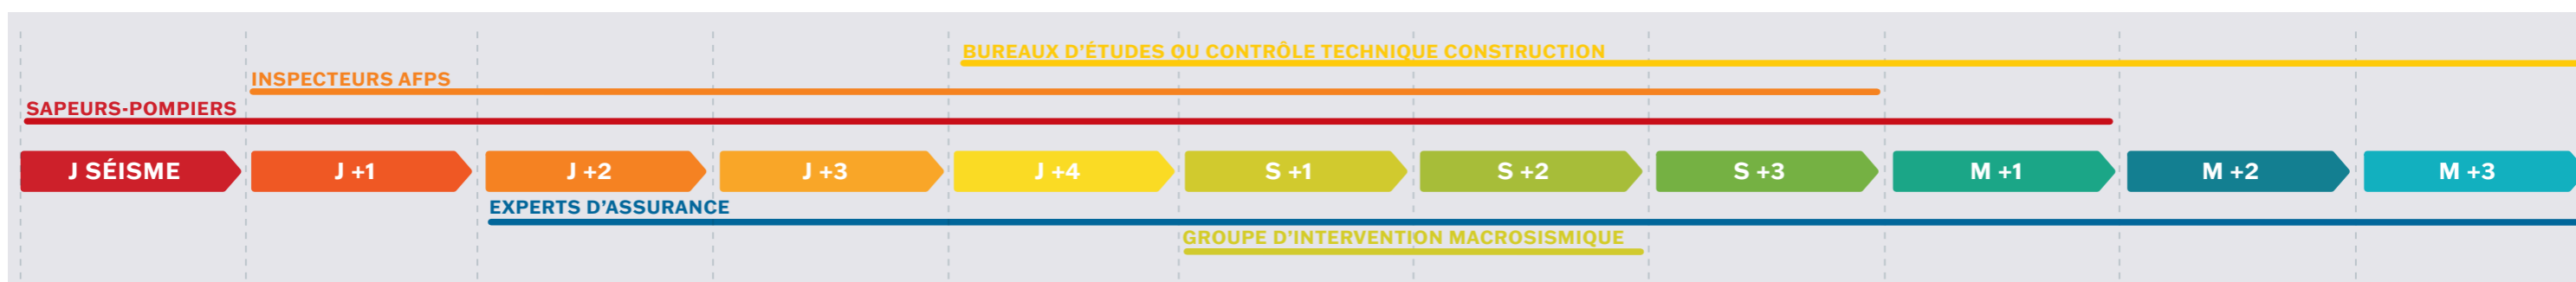 BUREAUX D'ÉTUDES OU CONTRÔLE TECHNIQUE CONSTRUCTION
INSPECTEURS AFPS
SAPEURS-POMPIERS
J SÉISME J +1 J +2 J +3 J +4 S +1 S +2 S +3 M +1 M +2 M +3
EXPERTS D'ASSURANCE
GROUPE D'INTERVENTION MACROSISMIQUE